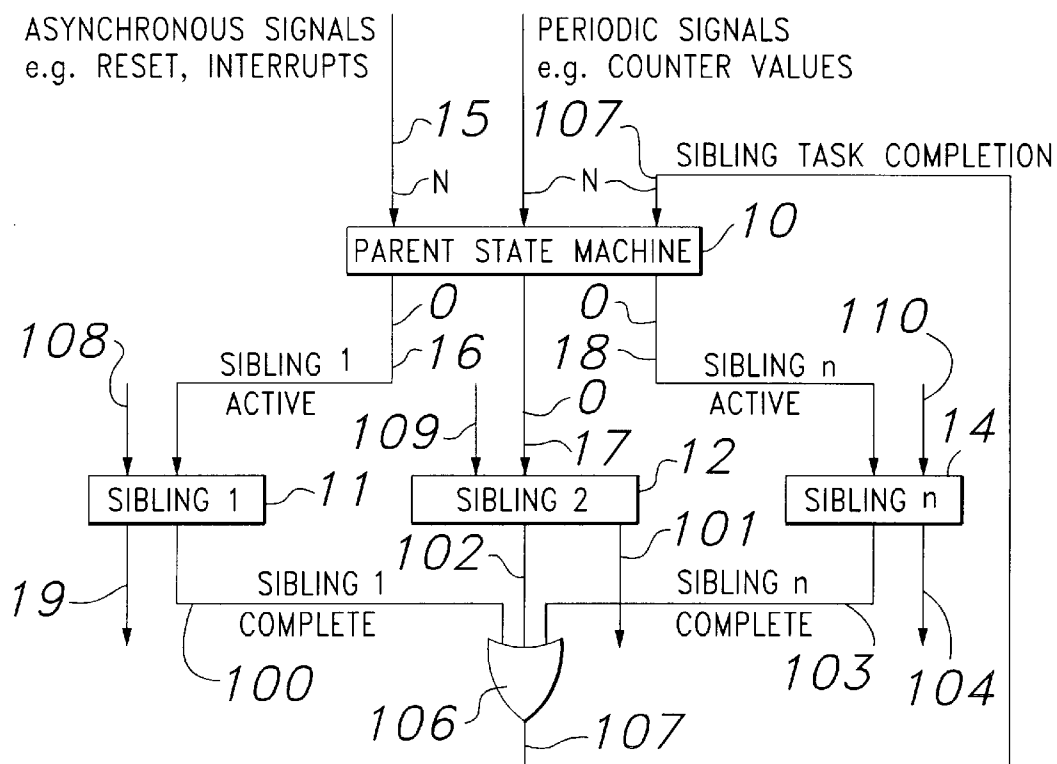 ASYNCHRONOUS SIGNALS
e.g. RESET, INTERRUPTS
PERIODIC SIGNALS
e.g. COUNTER VALUES
15
107
SIBLING TASK COMPLETION
N
N
10
PARENT STATE MACHINE
0
0
108
16
18
110
SIBLING 1
ACTIVE
SIBLING n
ACTIVE
0
109
17
12
14
SIBLING 1
11
SIBLING 2
SIBLING n
101
102
19
SIBLING 1
COMPLETE
SIBLING n
COMPLETE
100
103
104
106
107